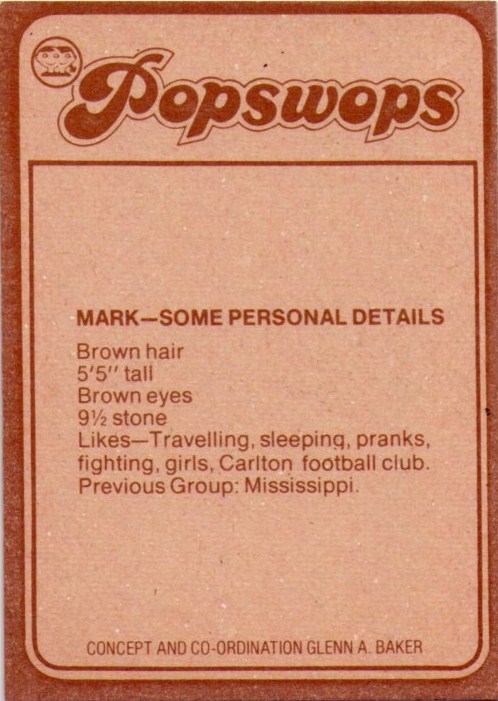 Popswops
MARK—SOME PERSONAL DETAILS
Brown hair
5'5'' tall
Brown eyes
9½ stone
Likes—Travelling, sleeping, pranks,
fighting, girls, Carlton football club.
Previous Group: Mississippi.
CONCEPT AND CO-ORDINATION GLENN A. BAKER